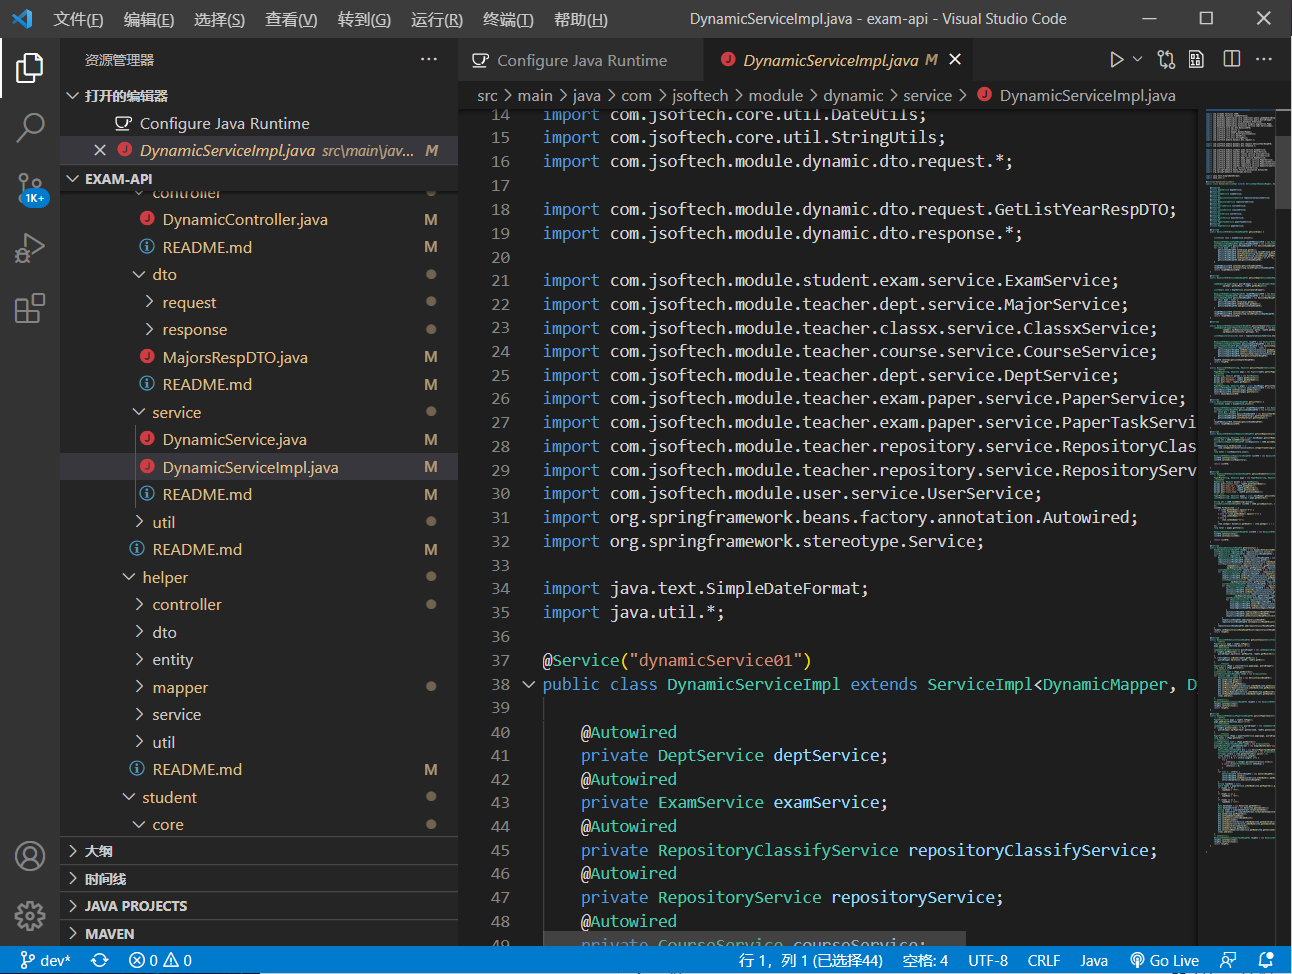 文件(F) 编辑(E) 选择(S) 查看(V) 转到(G) 运行(R) 终端(T) 帮助(H) DynamicServiceImpl.java - exam-api - Visual Studio Code
资源管理器
打开的编辑器
Configure Java Runtime
DynamicServiceImpl.java src\main\jav... M
EXAM-API
controller
DynamicController.java M
README.md M
dto
request
response
MajorsRespDTO.java M
README.md M
service
DynamicService.java M
DynamicServiceImpl.java M
README.md M
util
README.md M
helper
controller
dto
entity
mapper
service
util
README.md M
student
core
大纲
时间线
JAVA PROJECTS
MAVEN
1K+
Configure Java Runtime DynamicServiceImpl.java M
src > main > java > com > jsoftech > module > dynamic > service > DynamicServiceImpl.java
14 import com.jsoftech.core.util.DateUtils;
15 import com.jsoftech.core.util.StringUtils;
16 import com.jsoftech.module.dynamic.dto.request.*;
17
18 import com.jsoftech.module.dynamic.dto.request.GetListYearRespDTO;
19 import com.jsoftech.module.dynamic.dto.response.*;
20
21 import com.jsoftech.module.student.exam.service.ExamService;
22 import com.jsoftech.module.teacher.dept.service.MajorService;
23 import com.jsoftech.module.teacher.classx.service.ClassxService;
24 import com.jsoftech.module.teacher.course.service.CourseService;
25 import com.jsoftech.module.teacher.dept.service.DeptService;
26 import com.jsoftech.module.teacher.exam.paper.service.PaperService;
27 import com.jsoftech.module.teacher.exam.paper.service.PaperTaskServi
28 import com.jsoftech.module.teacher.repository.service.RepositoryClas
29 import com.jsoftech.module.teacher.repository.service.RepositoryServ
30 import com.jsoftech.module.user.service.UserService;
31 import org.springframework.beans.factory.annotation.Autowired;
32 import org.springframework.stereotype.Service;
33
34 import java.text.SimpleDateFormat;
35 import java.util.*;
36
37 @Service("dynamicService01")
38 public class DynamicServiceImpl extends ServiceImpl<DynamicMapper, D
39
40 @Autowired
41 private DeptService deptService;
42 @Autowired
43 private ExamService examService;
44 @Autowired
45 private RepositoryClassifyService repositoryClassifyService;
46 @Autowired
47 private RepositoryService repositoryService;
48 @Autowired
49 private CourseService courseService;
dev* 0 0 行 1，列 1 (已选择44) 空格: 4 UTF-8 CRLF Java Go Live